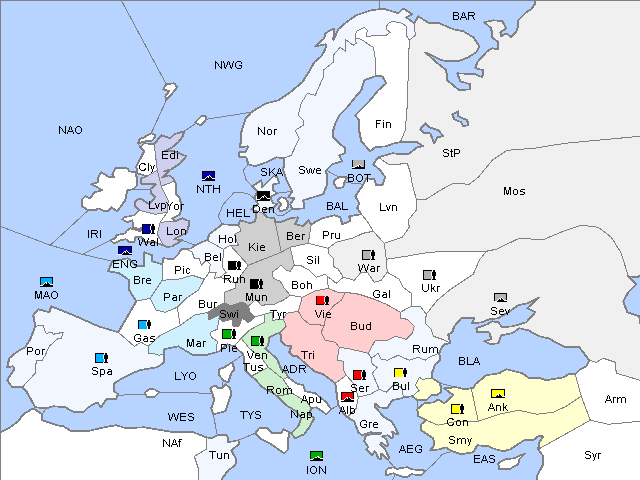 BAR
NWG
NAO
Nor
Fin
Cly
Edi
StP
Swe
SKA
BOT
NTH
Mos
Den
Lvp
Yor
Lvn
HEL
BAL
IRI
Lon
Wal
Hol
Kie
Ber
Pru
ENG
Bel
Sil
War
Pic
Ruh
Bre
Boh
Ukr
MAO
Par
Mun
Gal
Sev
Bur
Swi
Tyr
Vie
Bud
Gas
Mar
Pie
Ven
Tri
Rum
Por
Spa
LYO
Tus
ADR
BLA
Rom
Ser
Bul
Apu
Alb
Ank
Arm
WES
TYS
Nap
Con
Gre
NAf
Smy
Tun
AEG
EAS
Syr
ION